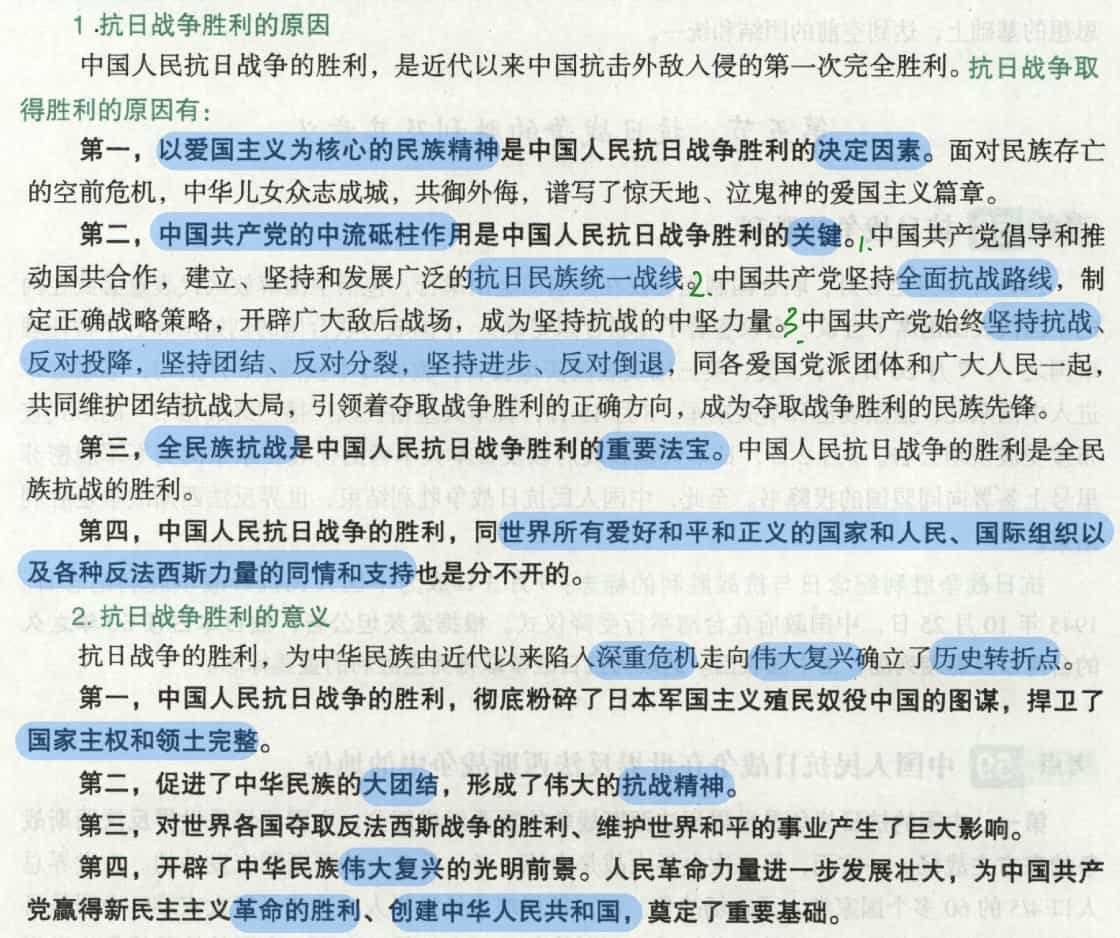 1.抗日战争胜利的原因
中国人民抗日战争的胜利，是近代以来中国抗击外敌入侵的第一次完全胜利。抗日战争取
得胜利的原因有：
第一，以爱国主义为核心的民族精神是中国人民抗日战争胜利的决定因素。面对民族存亡
的空前危机，中华儿女众志成城，共御外侮，谱写了惊天地、泣鬼神的爱国主义篇章。
第二，中国共产党的中流砥柱作用是中国人民抗日战争胜利的关键。1.中国共产党倡导和推
动国共合作，建立、坚持和发展广泛的抗日民族统一战线。2.中国共产党坚持全面抗战路线，制
定正确战略策略，开辟广大敌后战场，成为坚持抗战的中坚力量。3.中国共产党始终坚持抗战、
反对投降，坚持团结、反对分裂，坚持进步、反对倒退，同各爱国党派团体和广大人民一起，
共同维护团结抗战大局，引领着夺取战争胜利的正确方向，成为夺取战争胜利的民族先锋。
第三，全民族抗战是中国人民抗日战争胜利的重要法宝。中国人民抗日战争的胜利是全民
族抗战的胜利。
第四，中国人民抗日战争的胜利，同世界所有爱好和平和正义的国家和人民、国际组织以
及各种反法西斯力量的同情和支持也是分不开的。
2.抗日战争胜利的意义
抗日战争的胜利，为中华民族由近代以来陷入深重危机走向伟大复兴确立了历史转折点。
第一，中国人民抗日战争的胜利，彻底粉碎了日本军国主义殖民奴役中国的图谋，捍卫了
国家主权和领土完整。
第二，促进了中华民族的大团结，形成了伟大的抗战精神。
第三，对世界各国夺取反法西斯战争的胜利、维护世界和平的事业产生了巨大影响。
第四，开辟了中华民族伟大复兴的光明前景。人民革命力量进一步发展壮大，为中国共产
党赢得新民主主义革命的胜利、创建中华人民共和国，奠定了重要基础。